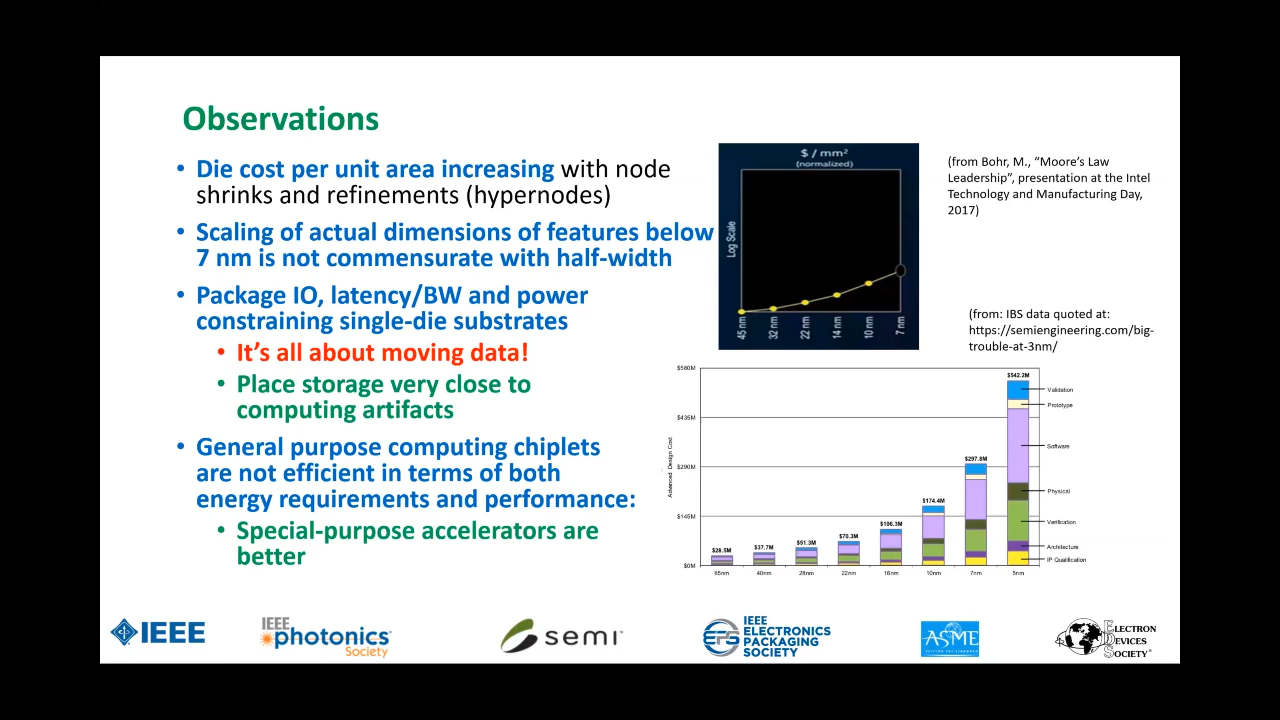 Observations
• Die cost per unit area increasing with node
shrinks and refinements (hypernodes)
• Scaling of actual dimensions of features below
7 nm is not commensurate with half-width
• Package IO, latency/BW and power
constraining single-die substrates
• It's all about moving data!
• Place storage very close to
computing artifacts
• General purpose computing chiplets
are not efficient in terms of both
energy requirements and performance:
• Special-purpose accelerators are
better
$ / mm²
(normalized)
Log Scale
45 nm
32 nm
22 nm
14 nm
10 nm
7 nm
(from Bohr, M., “Moore’s Law
Leadership”, presentation at the Intel
Technology and Manufacturing Day,
2017)
(from: IBS data quoted at:
https://semiengineering.com/big-
trouble-at-3nm/
Advanced Design Cost
$580M
$435M
$290M
$145M
$0M
$28.5M
$37.7M
$51.3M
$70.3M
$106.3M
$174.4M
$297.8M
$542.2M
65nm
40nm
28nm
22nm
16nm
10nm
7nm
5nm
Validation
Prototype
Software
Physical
Verification
Architecture
IP Qualification
IEEE
IEEE
photonics
Society
semi™
EPS
IEEE
ELECTRONICS
PACKAGING
SOCIETY
ASME
ELECTRON
DEVICES
SOCIETY®